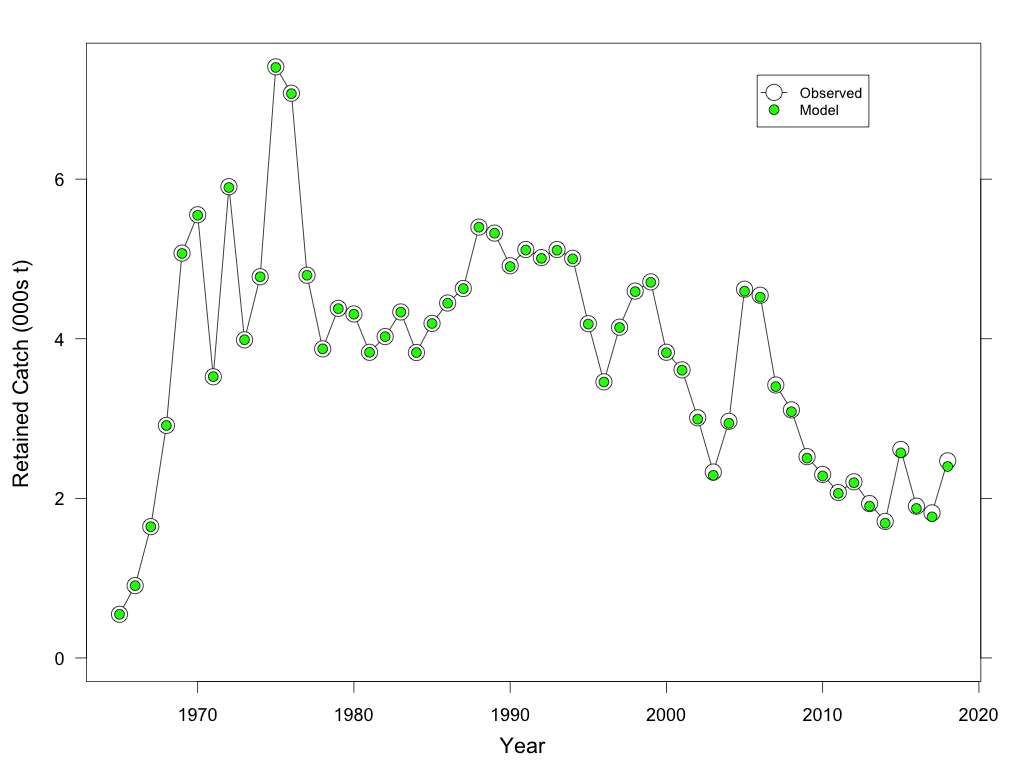 Observed
Model
6
4
2
0
Retained Catch (000s t)
1970 1980 1990 2000 2010 2020
Year